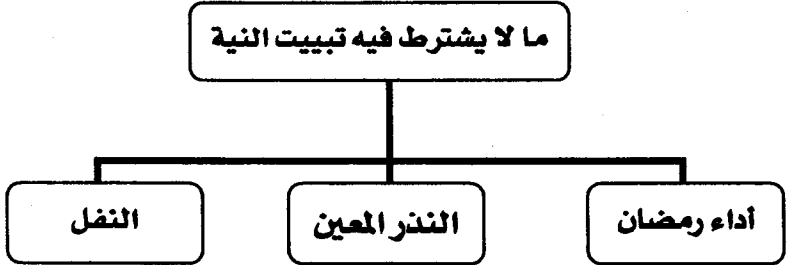 ما لا يشترط فيه تبييت النية
أداء رمضان
النذر المعين
النفل